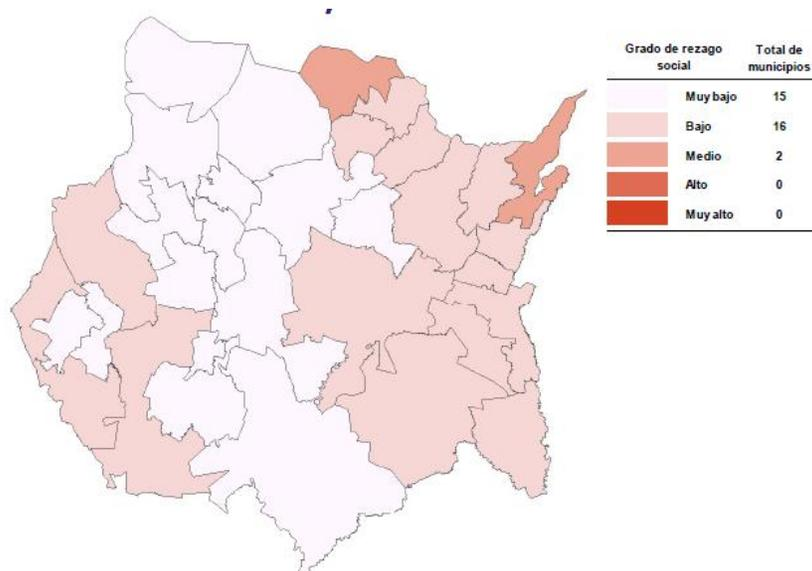 Grado de rezago social Total de municipios
Muy bajo 15
Bajo 16
Medio 2
Alto 0
Muy alto 0